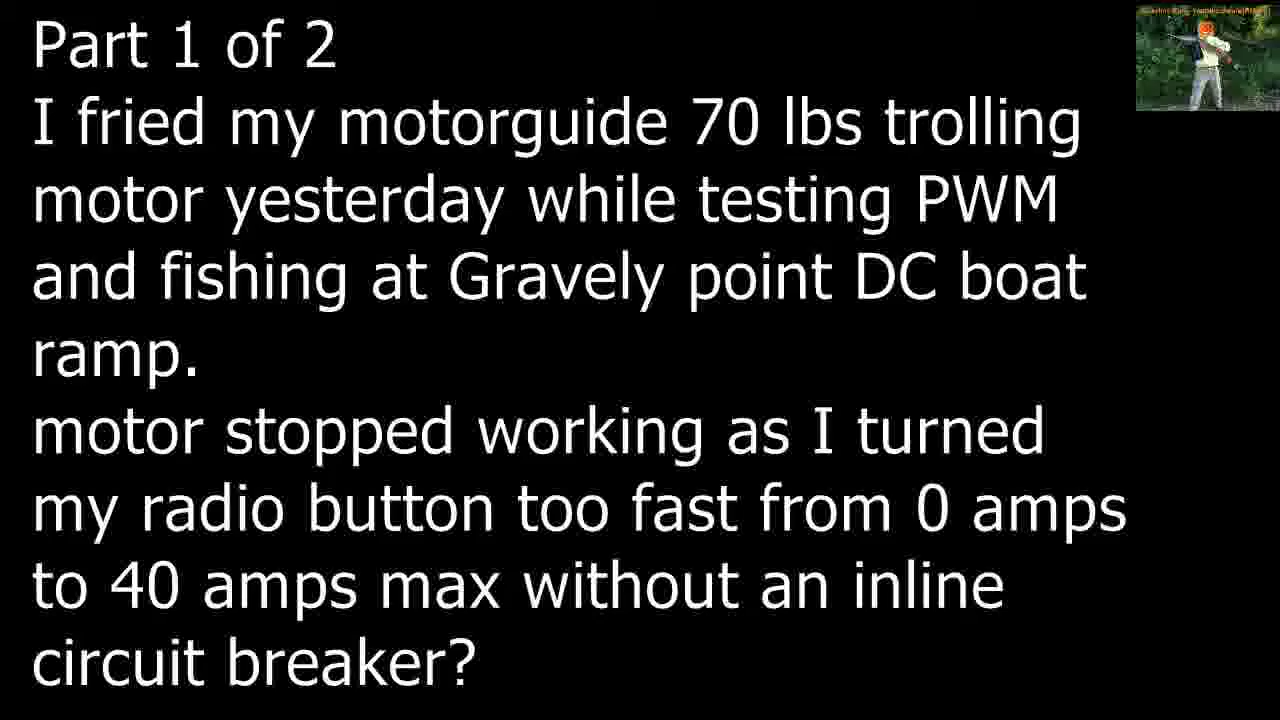 Part 1 of 2
I fried my motorguide 70 lbs trolling
motor yesterday while testing PWM
and fishing at Gravely point DC boat
ramp.
motor stopped working as I turned
my radio button too fast from 0 amps
to 40 amps max without an inline
circuit breaker?